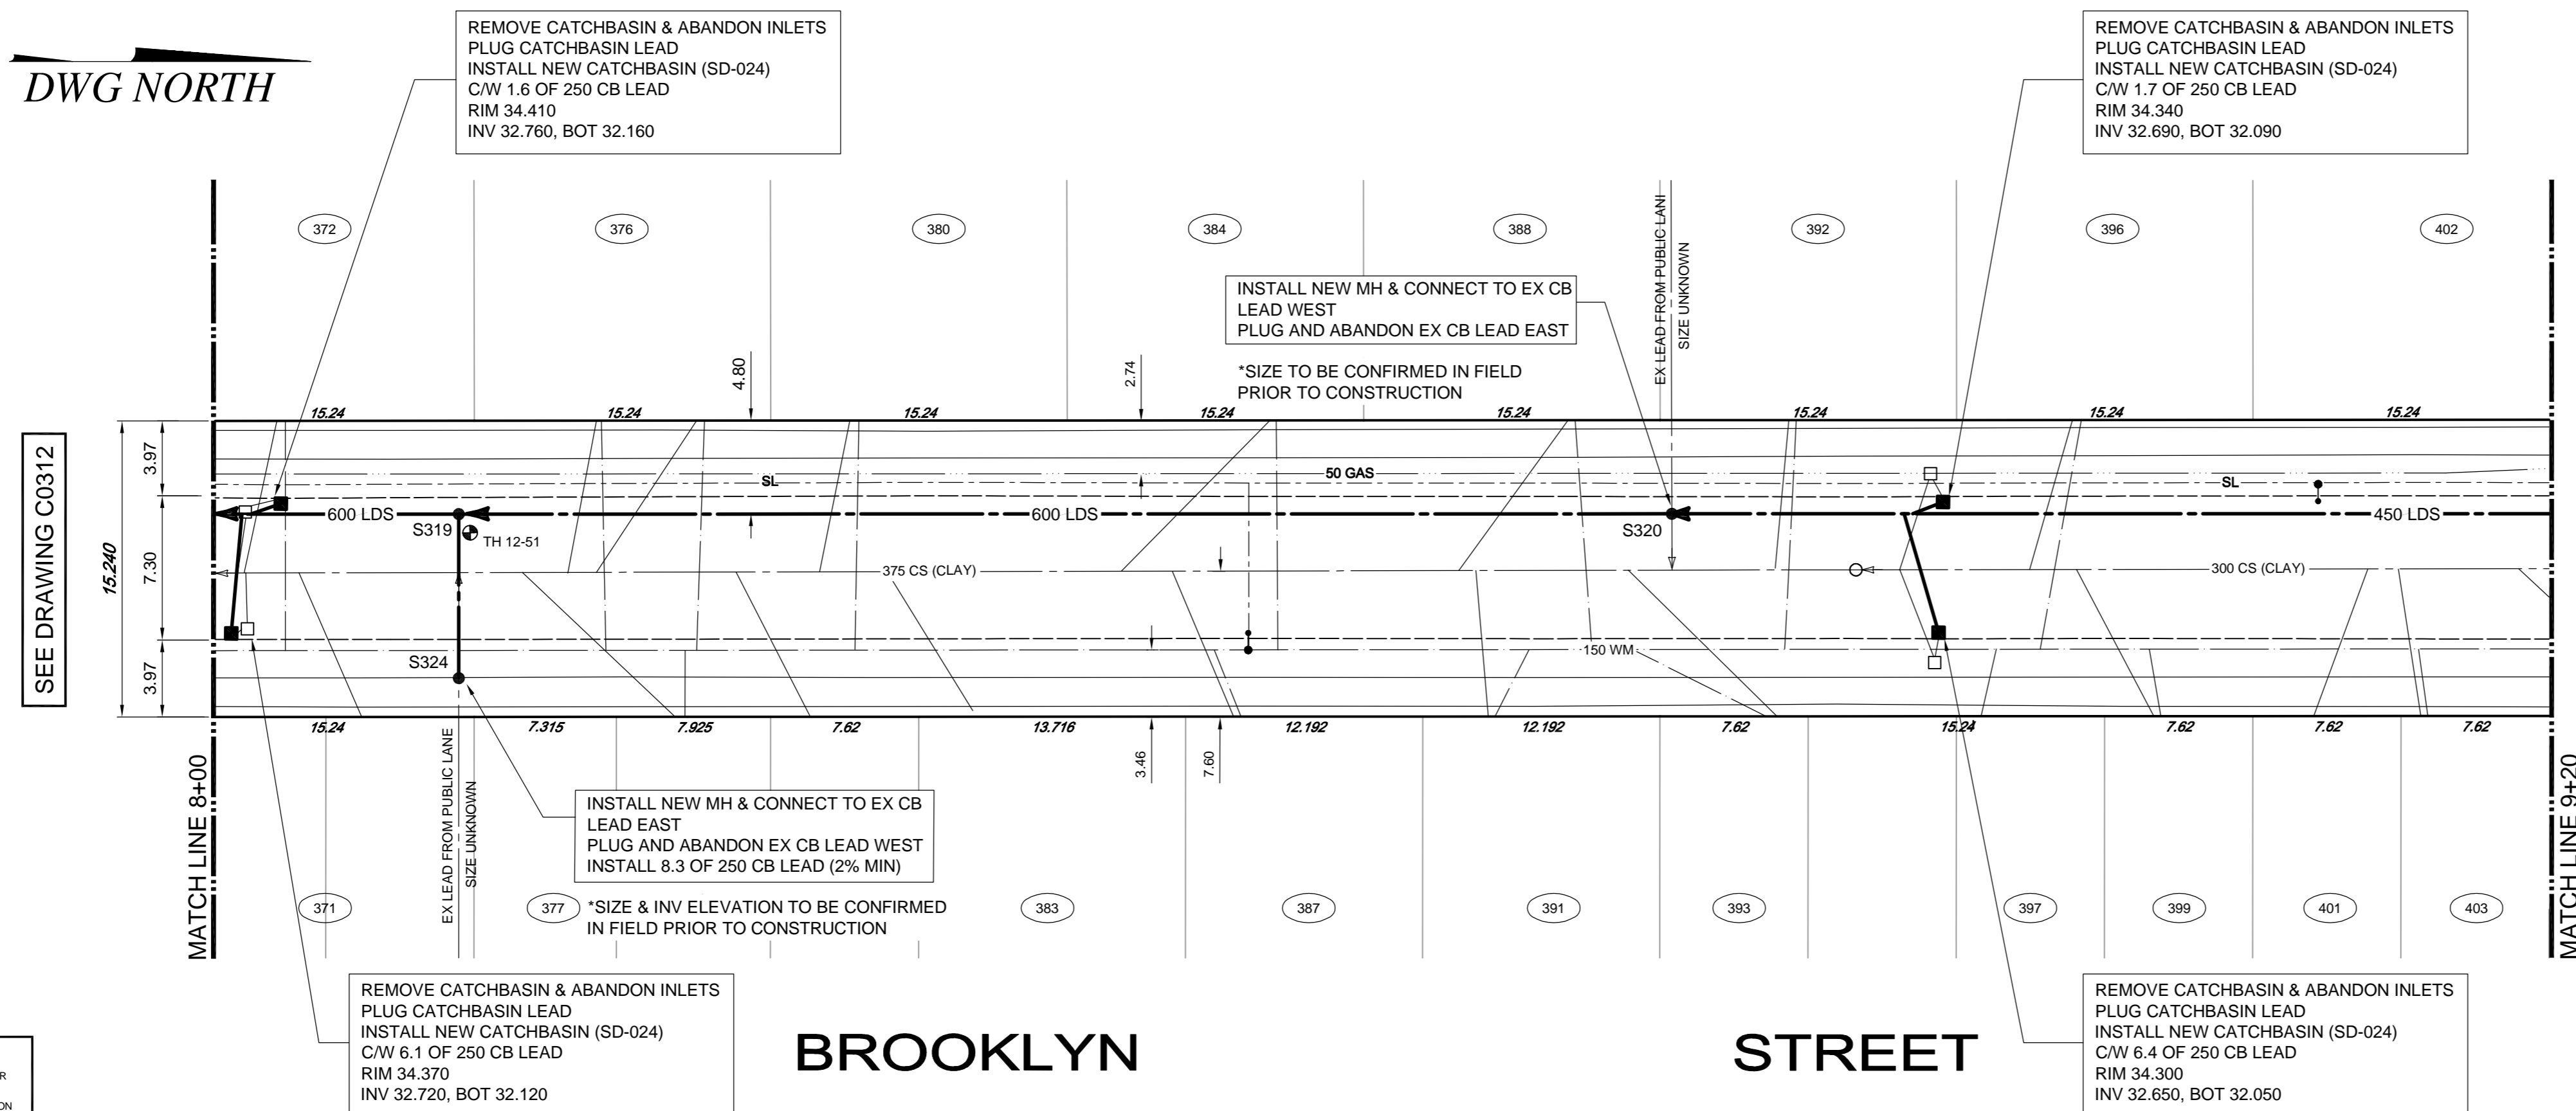 DWG NORTH
REMOVE CATCHBASIN & ABANDON INLETS
PLUG CATCHBASIN LEAD
INSTALL NEW CATCHBASIN (SD-024)
C/W 1.6 OF 250 CB LEAD
RIM 34.410
INV 32.760, BOT 32.160
REMOVE CATCHBASIN & ABANDON INLETS
PLUG CATCHBASIN LEAD
INSTALL NEW CATCHBASIN (SD-024)
C/W 1.7 OF 250 CB LEAD
RIM 34.340
INV 32.690, BOT 32.090
372
376
380
384
388
392
396
402
EX LEAD FROM PUBLIC LANI
SIZE UNKNOWN
INSTALL NEW MH & CONNECT TO EX CB
LEAD WEST
PLUG AND ABANDON EX CB LEAD EAST
*SIZE TO BE CONFIRMED IN FIELD
PRIOR TO CONSTRUCTION
4.80
2.74
15.24
15.24
15.24
15.24
15.24
15.24
15.24
15.24
SEE DRAWING C0312
15.240
3.97
7.30
3.97
50 GAS
SL
SL
600 LDS
S319
TH 12-51
600 LDS
S320
450 LDS
375 CS (CLAY)
300 CS (CLAY)
S324
150 WM
15.24
7.315
7.925
7.62
13.716
12.192
12.192
7.62
15.24
7.62
7.62
7.62
3.46
7.60
MATCH LINE 8+00
EX LEAD FROM PUBLIC LANE
SIZE UNKNOWN
INSTALL NEW MH & CONNECT TO EX CB
LEAD EAST
PLUG AND ABANDON EX CB LEAD WEST
INSTALL 8.3 OF 250 CB LEAD (2% MIN)
*SIZE & INV ELEVATION TO BE CONFIRMED
IN FIELD PRIOR TO CONSTRUCTION
MATCH LINE 9+20
371
377
383
387
391
393
397
399
401
403
REMOVE CATCHBASIN & ABANDON INLETS
PLUG CATCHBASIN LEAD
INSTALL NEW CATCHBASIN (SD-024)
C/W 6.1 OF 250 CB LEAD
RIM 34.370
INV 32.720, BOT 32.120
BROOKLYN STREET
REMOVE CATCHBASIN & ABANDON INLETS
PLUG CATCHBASIN LEAD
INSTALL NEW CATCHBASIN (SD-024)
C/W 6.4 OF 250 CB LEAD
RIM 34.300
INV 32.650, BOT 32.050
R
ON